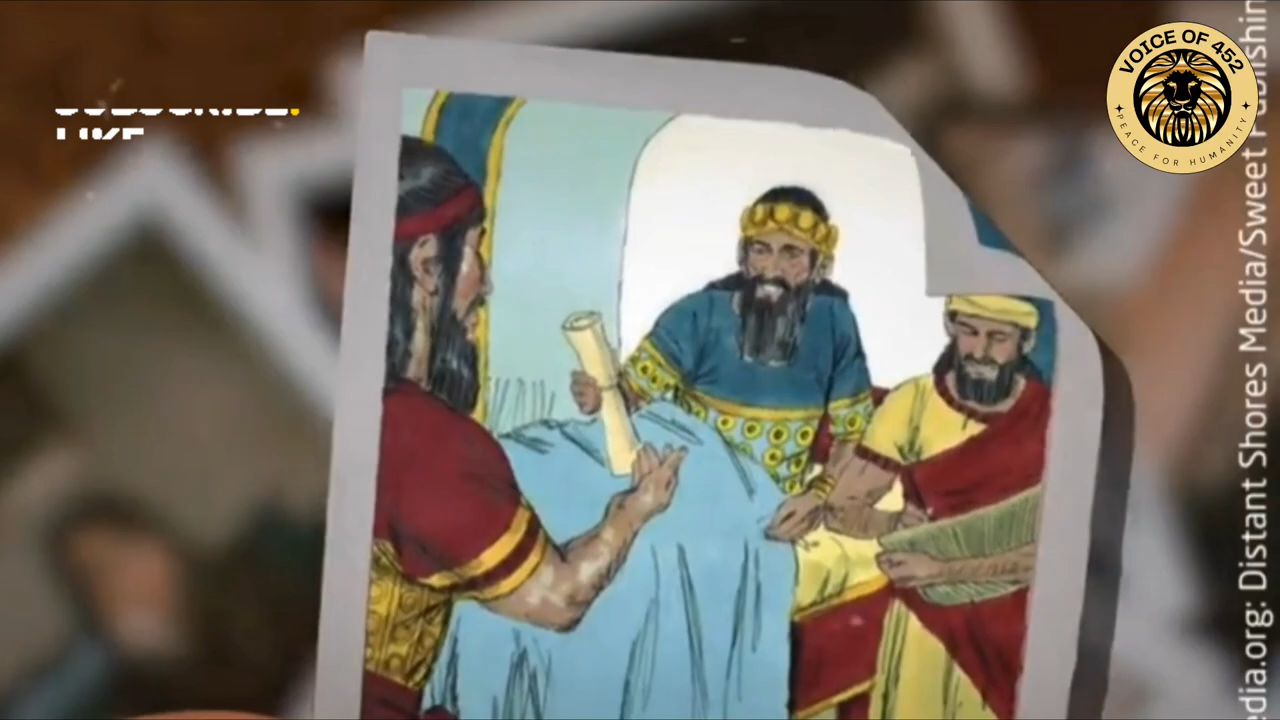 VOICE OF 452
PEACE FOR HUMANITY
edia.org: Distant Shores Media/Sweet Publishin